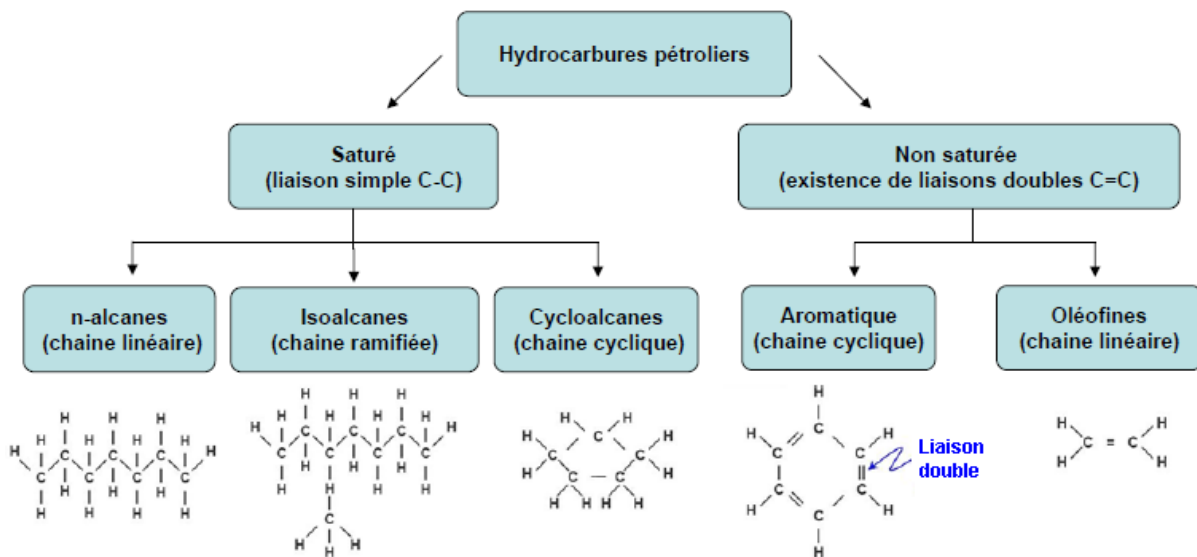 Hydrocarbures pétroliers
Saturé
(liaison simple C-C)
Non saturée
(existence de liaisons doubles C=C)
n-alcanes
(chaine linéaire)
Isoalcanes
(chaine ramifiée)
Cycloalcanes
(chaine cyclique)
Aromatique
(chaine cyclique)
Oléofines
(chaine linéaire)
Liaison
double